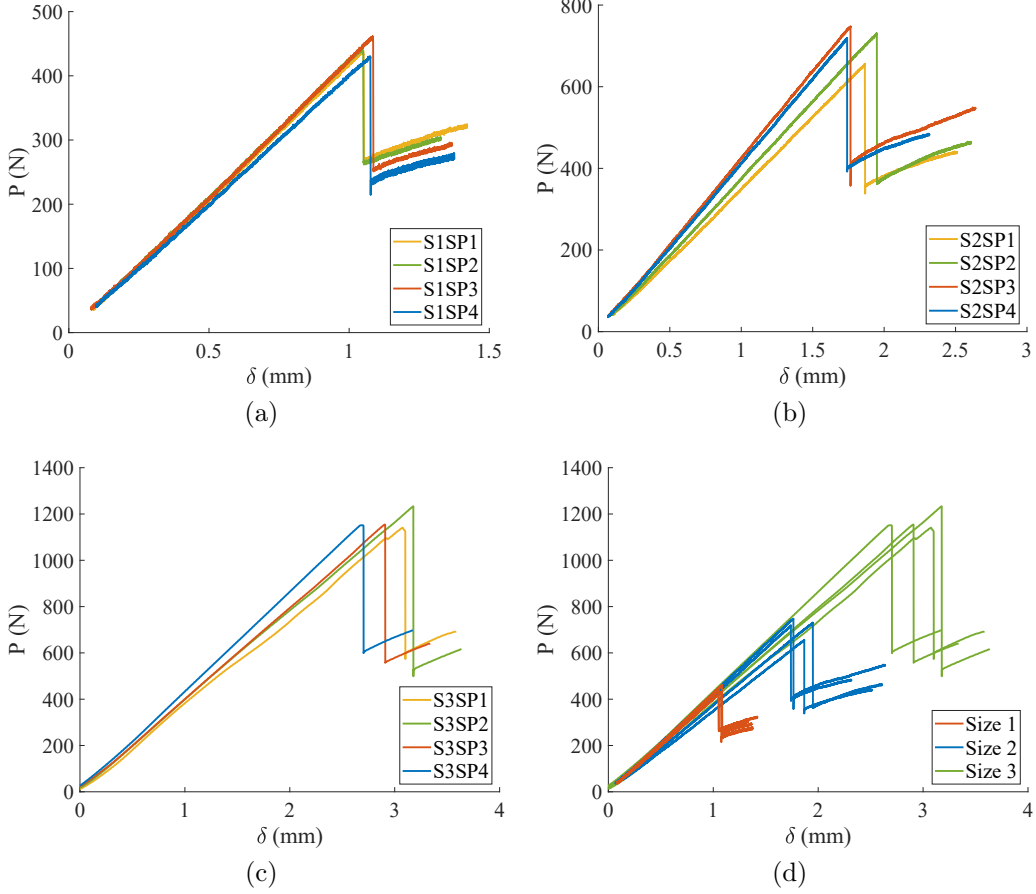 500
400
300
200
100
0
P (N)
0 0.5 1 1.5
δ (mm)
S1SP1
S1SP2
S1SP3
S1SP4
(a)
800
600
400
200
0
P (N)
0 0.5 1 1.5 2 2.5 3
δ (mm)
S2SP1
S2SP2
S2SP3
S2SP4
(b)
1400
1200
1000
800
600
400
200
0
P (N)
0 1 2 3 4
δ (mm)
S3SP1
S3SP2
S3SP3
S3SP4
(c)
1400
1200
1000
800
600
400
200
0
P (N)
0 1 2 3 4
δ (mm)
Size 1
Size 2
Size 3
(d)